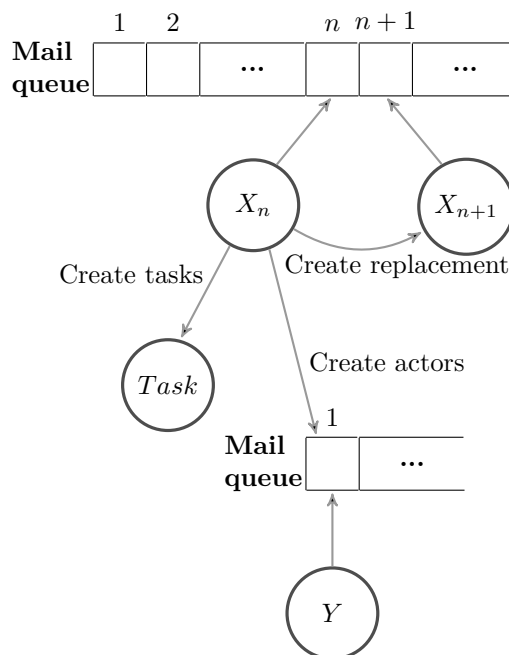 1 2 n n + 1
Mail
queue
... ...
X_n
X_{n+1}
Create replacement
Create tasks
Create actors
Task
1
Mail
queue
...
Y